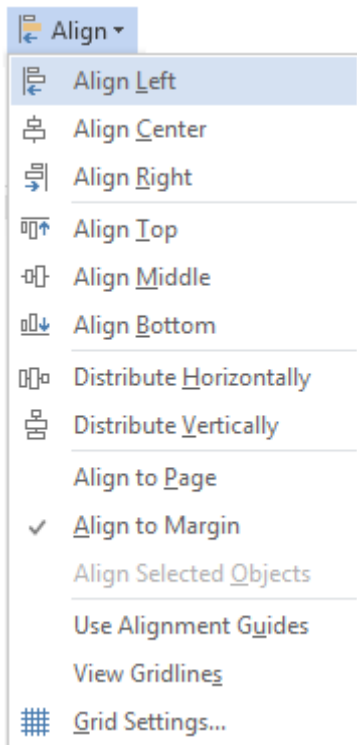 Align
Align Left
Align Center
Align Right
Align Top
Align Middle
Align Bottom
Distribute Horizontally
Distribute Vertically
Align to Page
Align to Margin
Align Selected Objects
Use Alignment Guides
View Gridlines
Grid Settings...